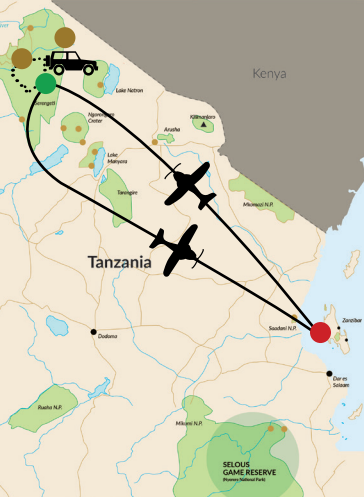 Kenya
Lake Natron
Serengeti
Ngorongoro
Crater
Arusha
Kilimanjaro
Lake
Manyara
Tarangire
Mkomazi N.P.
Tanzania
Zanzibar
Saadani N.P.
Dodoma
Dar es
Salaam
Ruaha N.P.
Mikumi N.P.
SELOUS
GAME RESERVE
(Nyerere National Park)